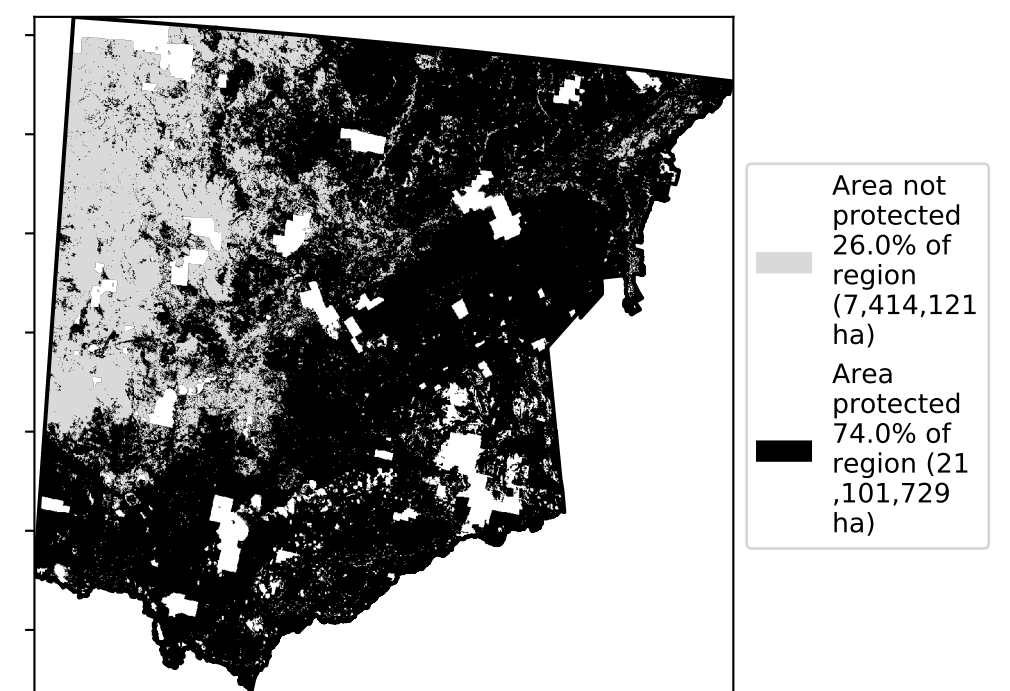 Area not
protected
26.0% of
region
(7,414,121
ha)
Area
protected
74.0% of
region (21
,101,729
ha)